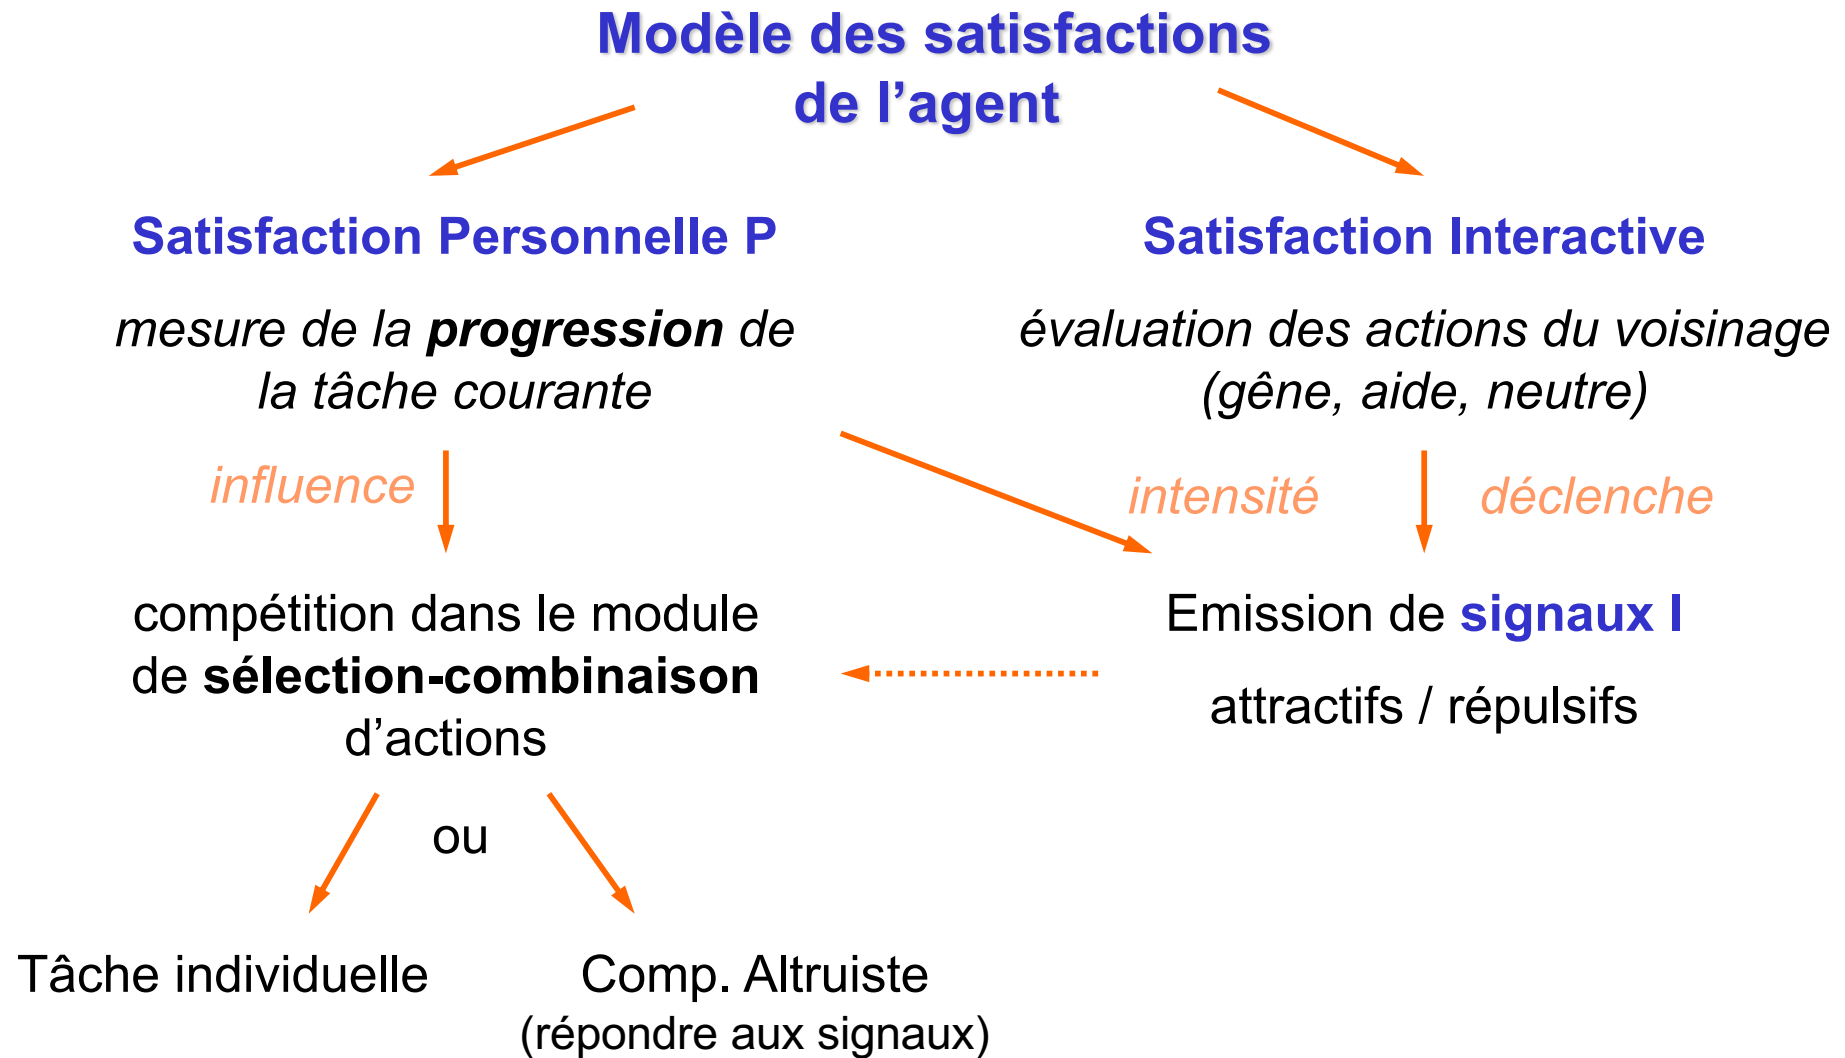 Modèle des satisfactions
de l’agent
Satisfaction Personnelle P
mesure de la progression de
la tâche courante
Satisfaction Interactive
évaluation des actions du voisinage
(gêne, aide, neutre)
influence
intensité
déclenche
compétition dans le module
de sélection-combinaison
d’actions
Emission de signaux I
attractifs / répulsifs
ou
Tâche individuelle
Comp. Altruiste
(répondre aux signaux)